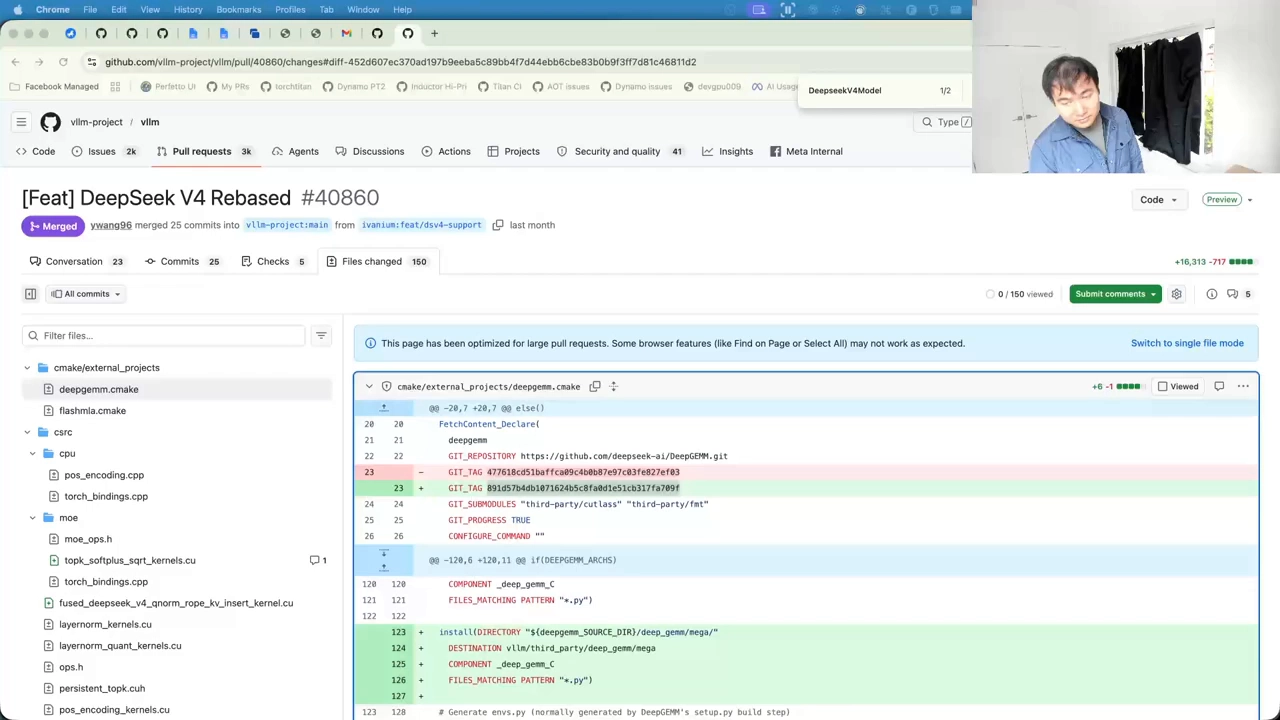 Chrome File Edit View History Bookmarks Profiles Tab Window Help
github.com/vllm-project/vllm/pull/40860/changes#diff-452d607ec370ad197b9eeba5c89bb4f7d44ebb6cbe83b0b9f3ff7d81c46811d2
Facebook Managed Perfetto UI My PRs torchtitan Dynamo PT2 Inductor Hi-Pri Titan CI AOT issues Dynamo issues devgpu009 AI Usag
DeepseekV4Model 1/2
vllm-project / vllm
Type /
Code Issues 2k Pull requests 3k Agents Discussions Actions Projects Security and quality 41 Insights Meta Internal
[Feat] DeepSeek V4 Rebased #40860
Code Preview
Merged ywang96 merged 25 commits into vllm-project:main from ivanium:feat/dsv4-support last month
Conversation 23 Commits 25 Checks 5 Files changed 150
+16,313 -717
All commits
0 / 150 viewed Submit comments 5
Filter files...
This page has been optimized for large pull requests. Some browser features (like Find on Page or Select All) may not work as expected. Switch to single file mode
cmake/external_projects
deepgemm.cmake
flashmla.cmake
csrc
cpu
pos_encoding.cpp
torch_bindings.cpp
moe
moe_ops.h
topk_softplus_sqrt_kernels.cu 1
torch_bindings.cpp
fused_deepseek_v4_qnorm_rope_kv_insert_kernel.cu
layernorm_kernels.cu
layernorm_quant_kernels.cu
ops.h
persistent_topk.cuh
pos_encoding_kernels.cu
cmake/external_projects/deepgemm.cmake +6 -1 Viewed
@@ -20,7 +20,7 @@ else()
20 20 FetchContent_Declare(
21 21 deepgemm
22 22 GIT_REPOSITORY https://github.com/deepseek-ai/DeepGEMM.git
23 - GIT_TAG 477618cd51baffca09c4b0b87e97c03fe827ef03
23 + GIT_TAG 891d57b4db1071624b5c8fa0d1e51cb317fa709f
24 24 GIT_SUBMODULES "third-party/cutlass" "third-party/fmt"
25 25 GIT_PROGRESS TRUE
26 26 CONFIGURE_COMMAND ""
@@ -120,6 +120,11 @@ if(DEEPGEMM_ARCHS)
120 120 COMPONENT _deep_gemm_C
121 121 FILES_MATCHING PATTERN "*.py")
122 122
123 + install(DIRECTORY "${deepgemm_SOURCE_DIR}/deep_gemm/mega/"
124 + DESTINATION vllm/third_party/deep_gemm/mega
125 + COMPONENT _deep_gemm_C
126 + FILES_MATCHING PATTERN "*.py")
127 +
123 128 # Generate envs.py (normally generated by DeepGEMM's setup.py build step)